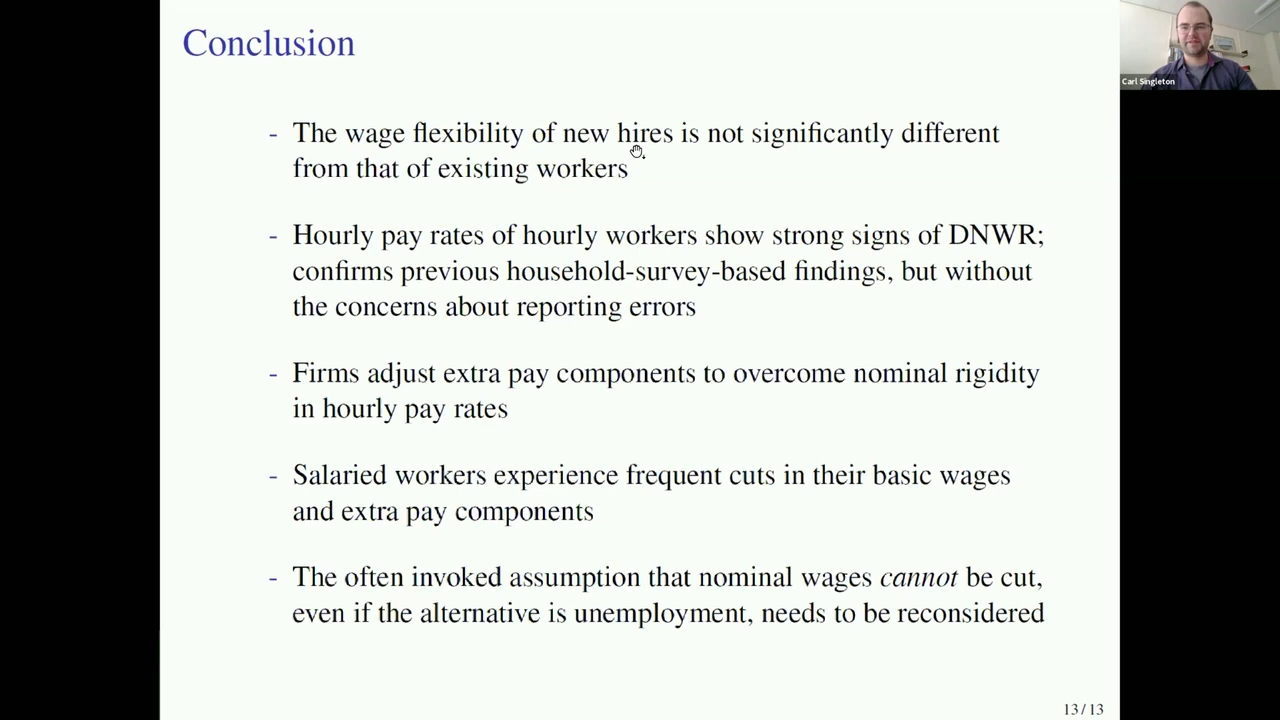 Conclusion
Carl Singleton
- The wage flexibility of new hires is not significantly different
from that of existing workers
- Hourly pay rates of hourly workers show strong signs of DNWR;
confirms previous household-survey-based findings, but without
the concerns about reporting errors
- Firms adjust extra pay components to overcome nominal rigidity
in hourly pay rates
- Salaried workers experience frequent cuts in their basic wages
and extra pay components
- The often invoked assumption that nominal wages cannot be cut,
even if the alternative is unemployment, needs to be reconsidered
13 / 13